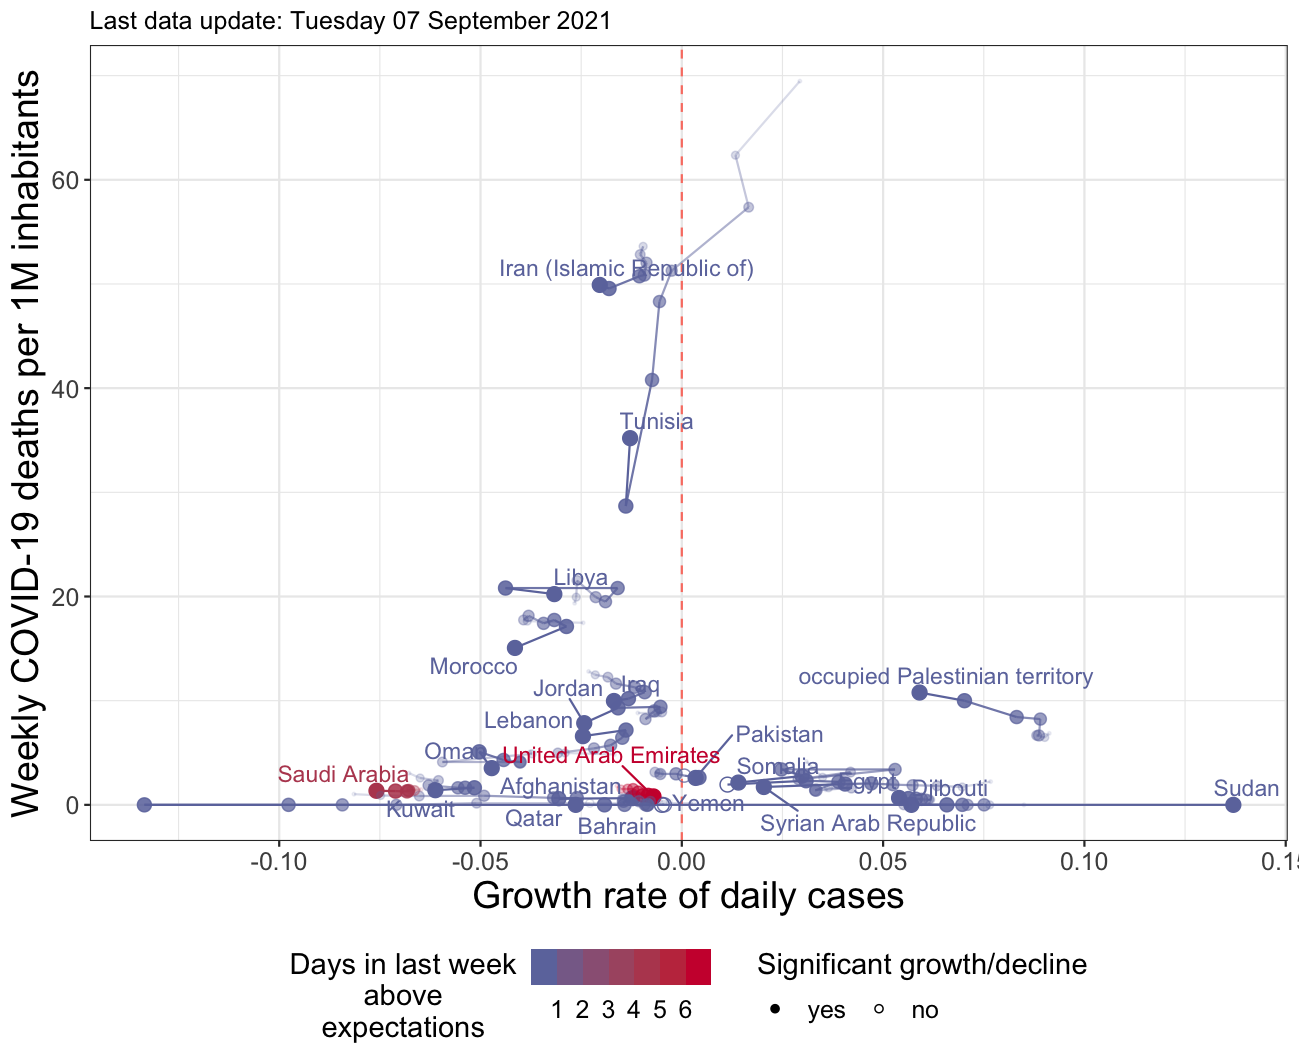 Last data update: Tuesday 07 September 2021
Weekly COVID-19 deaths per 1M inhabitants
60
40
20
0
Iran (Islamic Republic of)
Tunisia
Libya
Morocco
occupied Palestinian territory
Jordan
Iraq
Lebanon
Pakistan
Oman
United Arab Emirates
Saudi Arabia
Somalia
Afghanistan
Egypt
Djibouti
Sudan
Kuwait
Yemen
Qatar
Bahrain
Syrian Arab Republic
-0.10
-0.05
0.00
0.05
0.10
0.15
Growth rate of daily cases
Days in last week
above
expectations
1 2 3 4 5 6
Significant growth/decline
yes
no